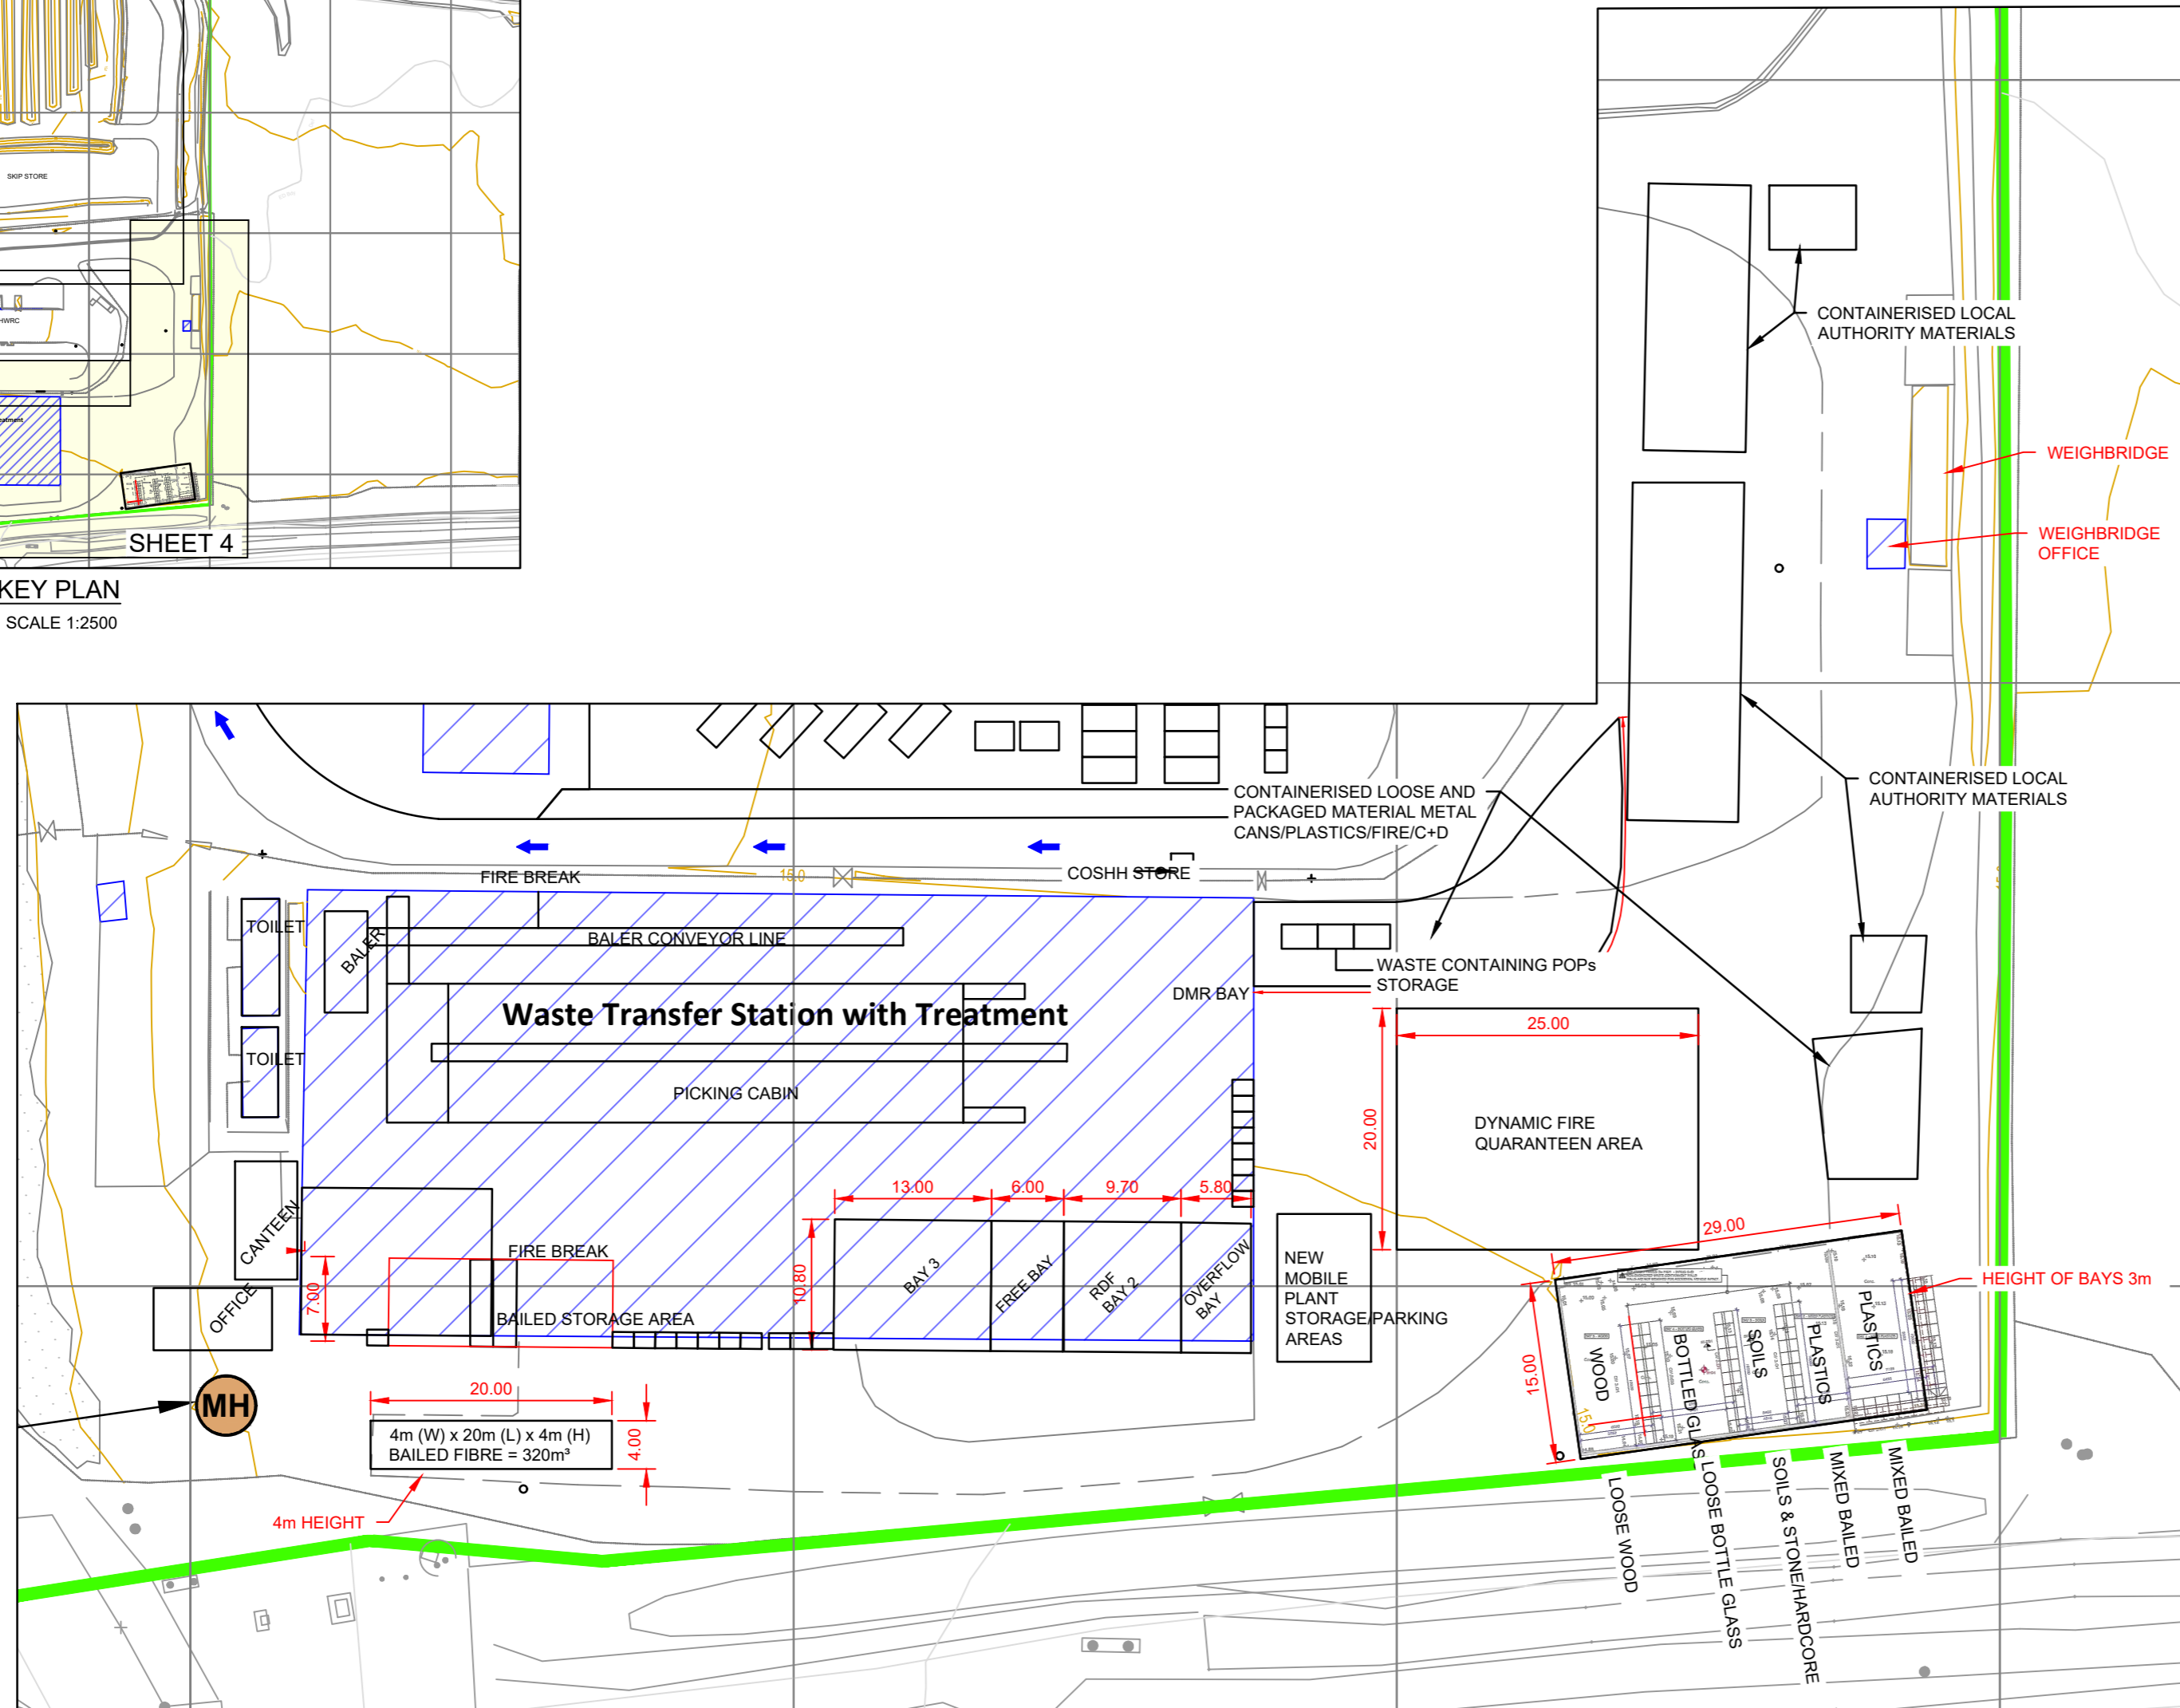 SKIP STORE
HWRC
SHEET 4
KEY PLAN
SCALE 1:2500
CONTAINERISED LOCAL
AUTHORITY MATERIALS
WEIGHBRIDGE
WEIGHBRIDGE
OFFICE
CONTAINERISED LOCAL
AUTHORITY MATERIALS
CONTAINERISED LOOSE AND
PACKAGED MATERIAL METAL
CANS/PLASTICS/FIRE/C+D
COSHH STORE
FIRE BREAK
15.0
TOILET
BALER
BALER CONVEYOR LINE
WASTE CONTAINING POPs
STORAGE
DMR BAY
Waste Transfer Station with Treatment
25.00
TOILET
PICKING CABIN
20.00
DYNAMIC FIRE
QUARANTEEN AREA
13.00
6.00
9.70
5.80
CANTEEN
29.00
FIRE BREAK
7.00
10.80
BAY 3
FREE BAY
RDF
BAY 2
OVERFLOW
BAY
NEW
MOBILE
PLANT
STORAGE/PARKING
AREAS
HEIGHT OF BAYS 3m
OFFICE
BAILED STORAGE AREA
15.00
WOOD
BOTTLED GLASS
SOILS
PLASTICS
PLASTICS
15.0
MH
20.00
4m (W) x 20m (L) x 4m (H)
BAILED FIBRE = 320m³
4.00
4m HEIGHT
LOOSE WOOD
LOOSE BOTTLE GLASS
SOILS & STONE/HARDCORE
MIXED BAILED
MIXED BAILED